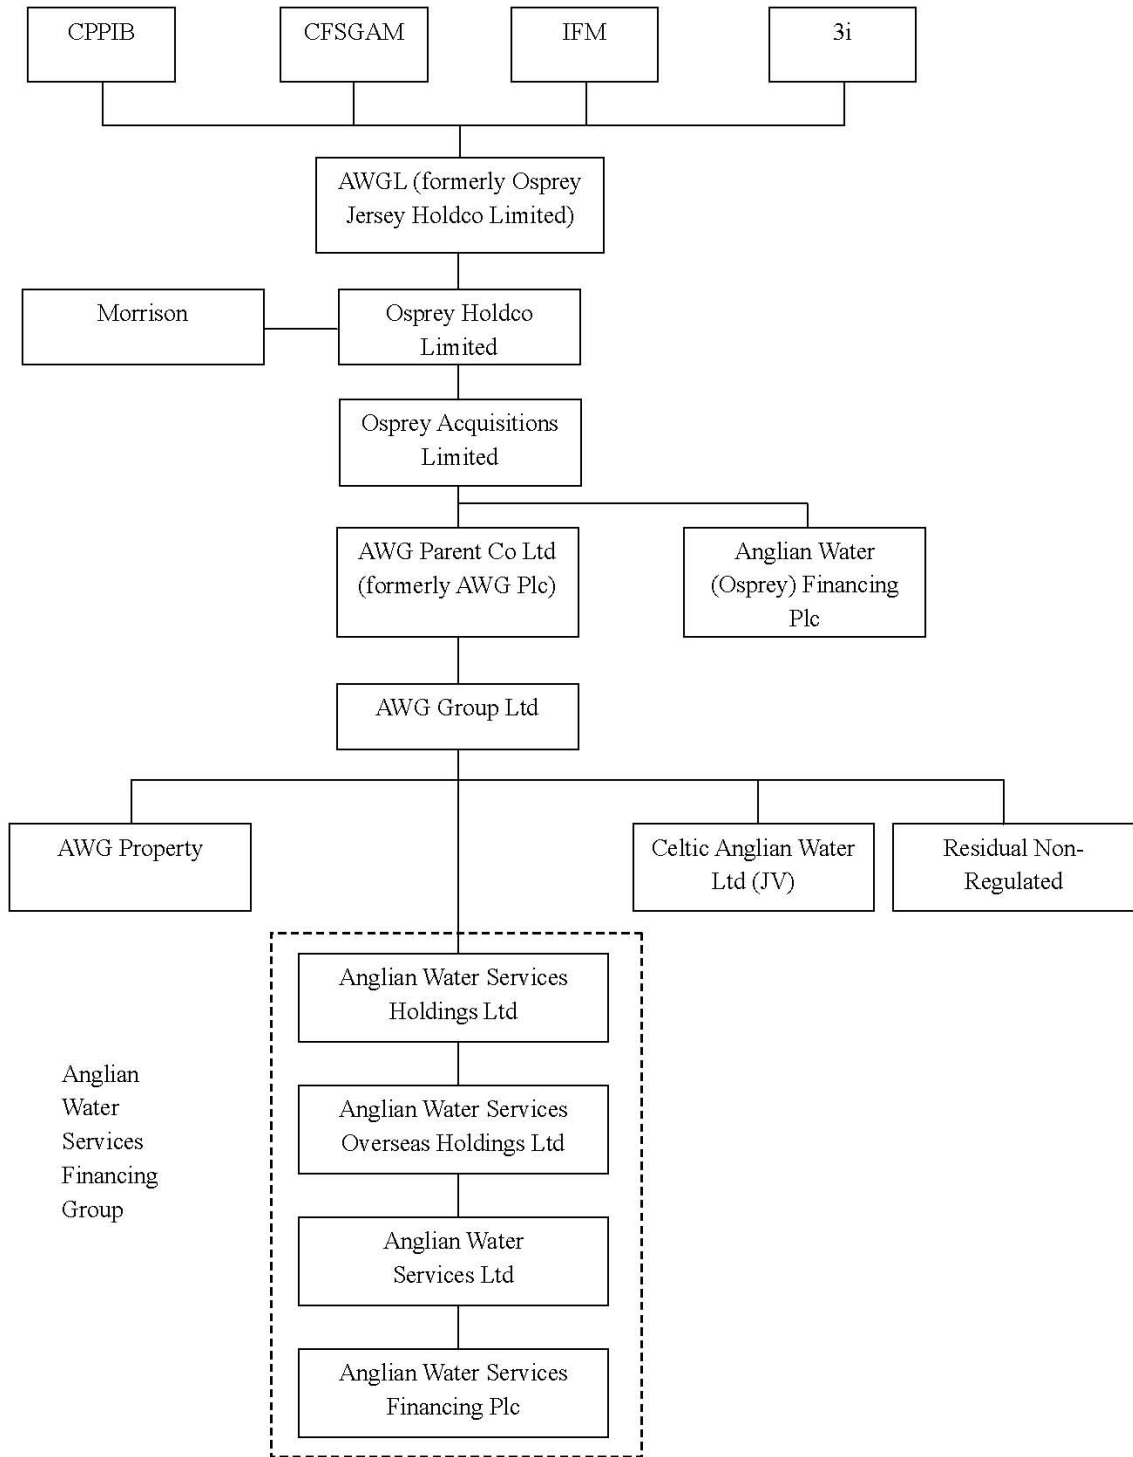 CPPIB
CFSGAM
IFM
3i
AWGL (formerly Osprey
Jersey Holdco Limited)
Morrison
Osprey Holdco
Limited
Osprey Acquisitions
Limited
AWG Parent Co Ltd
(formerly AWG Plc)
Anglian Water
(Osprey) Financing
Plc
AWG Group Ltd
AWG Property
Celtic Anglian Water
Ltd (JV)
Residual Non-
Regulated
Anglian Water Services
Holdings Ltd
Anglian
Water
Services
Financing
Group
Anglian Water Services
Overseas Holdings Ltd
Anglian Water
Services Ltd
Anglian Water Services
Financing Plc